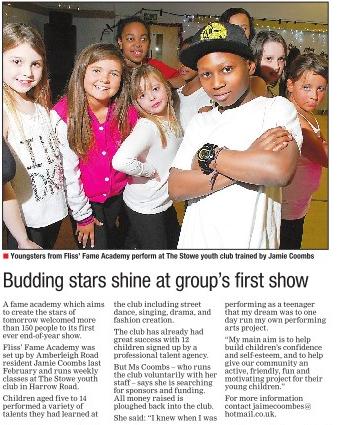 Youngsters from Fliss' Fame Academy perform at The Stowe youth club trained by Jamie Coombs
Budding stars shine at group's first show
A fame academy which aims
to create the stars of
tomorrow welcomed more
than 150 people to its first
ever end-of-year show.
Fliss' Fame Academy was
set up by Amberleigh Road
resident Jamie Coombs last
February and runs weekly
classes at The Stowe youth
club in Harrow Road.
Children aged five to 14
performed a variety of
talents they had learned at
the club including street
dance, singing, drama, and
fashion creation.
The club has already had
great success with 12
children signed up by a
professional talent agency.
But Ms Coombs – who runs
the club voluntarily with her
staff – says she is searching
for sponsors and funding.
All money raised is
ploughed back into the club.
She said: "I knew when I was
performing as a teenager
that my dream was to one
day run my own performing
arts project.
"My main aim is to help
build children's confidence
and self-esteem, and to help
give our community an
active, friendly, fun and
motivating project for their
young children."
For more information
contact jaimecoombes@
hotmail.co.uk.